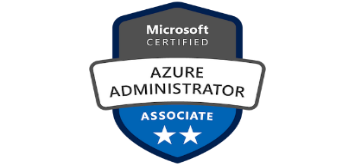 Microsoft
CERTIFIED
AZURE
ADMINISTRATOR
ASSOCIATE